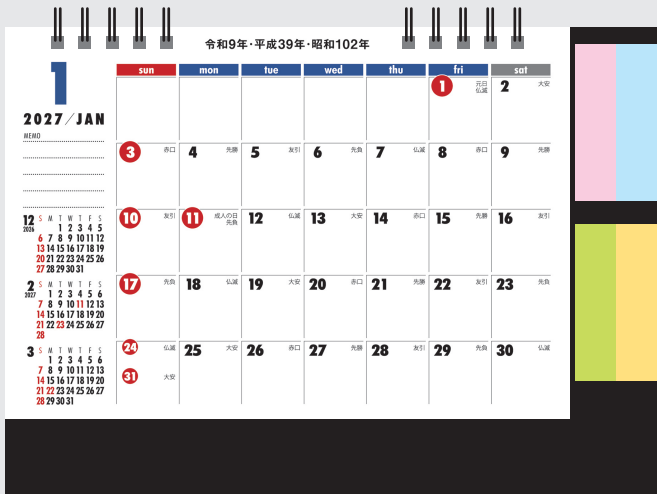 令和9年・平成39年・昭和102年
1
2027/JAN
MEMO
sun mon tue wed thu fri sat
1 元日 仏滅 2 大安
3 赤口 4 先勝 5 友引 6 先負 7 仏滅 8 赤口 9 先勝
10 友引 11 成人の日 先負 12 仏滅 13 大安 14 赤口 15 先勝 16 友引
17 先負 18 仏滅 19 大安 20 赤口 21 先勝 22 友引 23 先負
24 仏滅 25 大安 26 赤口 27 先勝 28 友引 29 先負 30 仏滅
31 大安
12 2026
S M T W T F S
1 2 3 4 5
6 7 8 9 10 11 12
13 14 15 16 17 18 19
20 21 22 23 24 25 26
27 28 29 30 31
2 2027
S M T W T F S
1 2 3 4 5 6
7 8 9 10 11 12 13
14 15 16 17 18 19 20
21 22 23 24 25 26 27
28
3
S M T W T F S
1 2 3 4 5 6
7 8 9 10 11 12 13
14 15 16 17 18 19 20
21 22 23 24 25 26 27
28 29 30 31